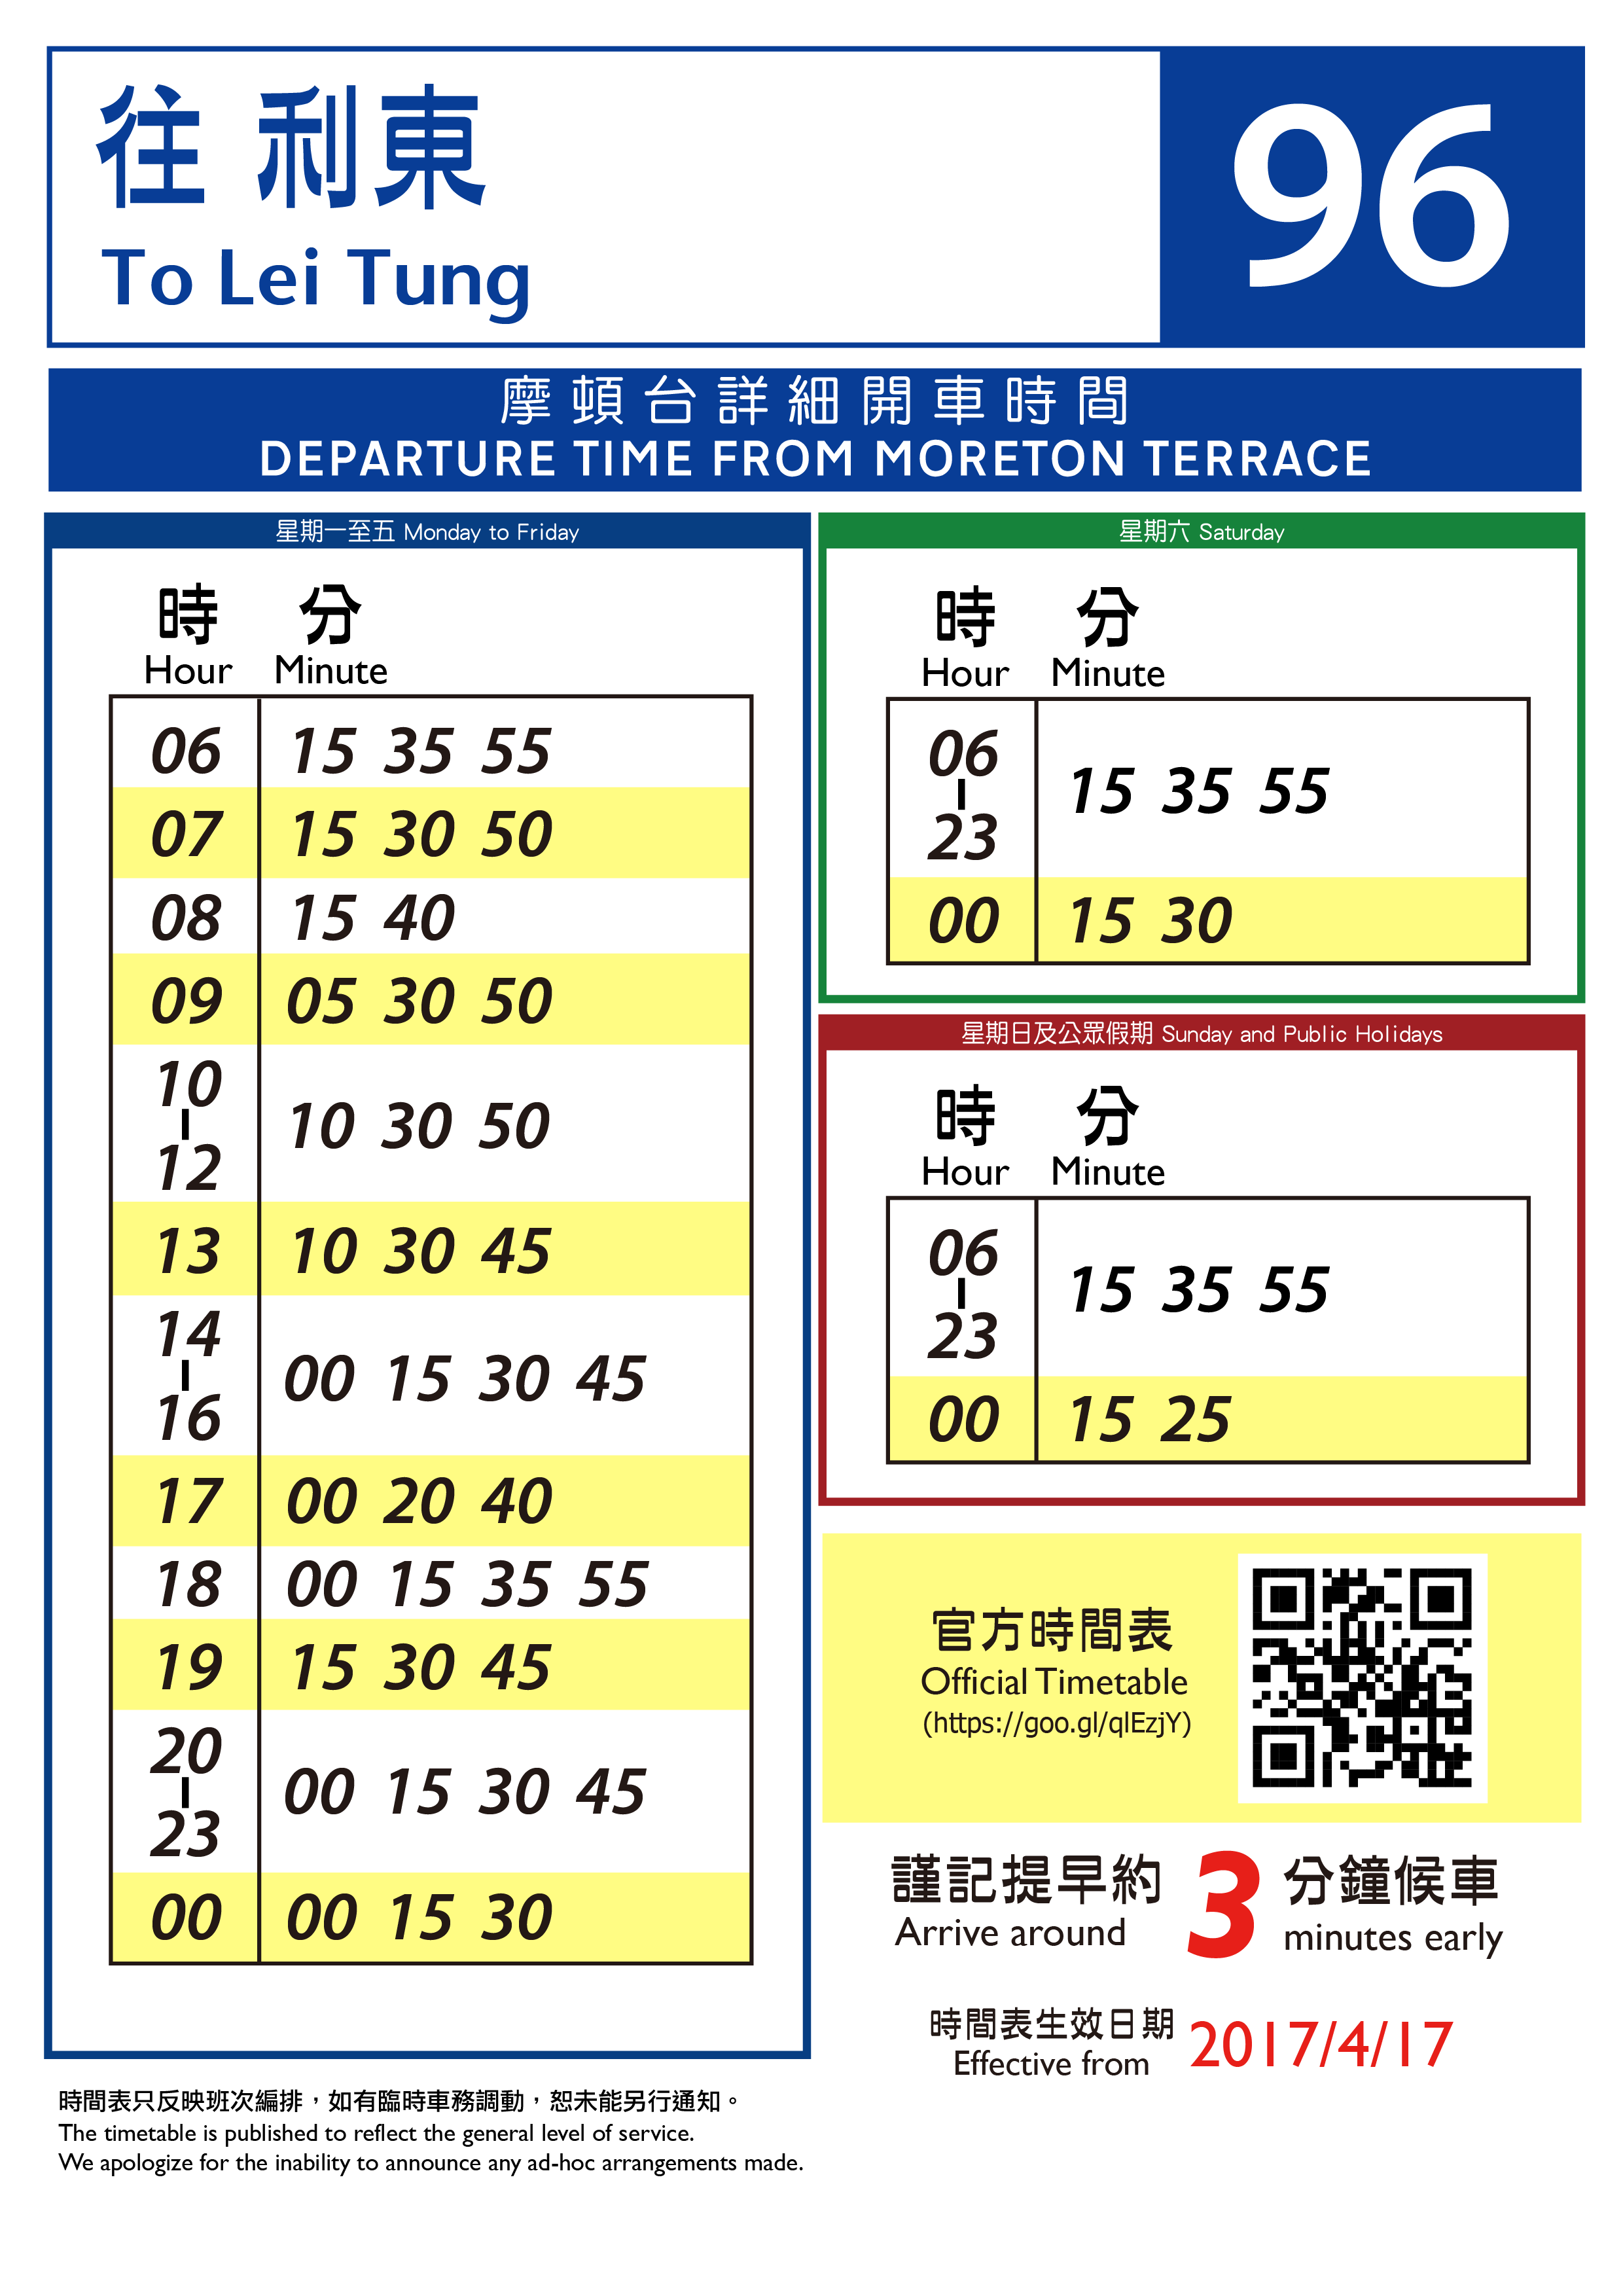 往 利東
To Lei Tung
96
摩頓台詳細開車時間
DEPARTURE TIME FROM MORETON TERRACE
星期一至五 Monday to Friday
時 分
Hour Minute
06 15 35 55
07 15 30 50
08 15 40
09 05 30 50
10
-
12
10 30 50
13 10 30 45
14
-
16
00 15 30 45
17 00 20 40
18 00 15 35 55
19 15 30 45
20
-
23
00 15 30 45
00 00 15 30
星期六 Saturday
時 分
Hour Minute
06
-
23
15 35 55
00 15 30
星期日及公眾假期 Sunday and Public Holidays
時 分
Hour Minute
06
-
23
15 35 55
00 15 25
官方時間表
Official Timetable
(https://goo.gl/qlEzjY)
謹記提早約 3 分鐘候車
Arrive around minutes early
時間表生效日期
Effective from
2017/4/17
時間表只反映班次編排，如有臨時車務調動，恕未能另行通知。
The timetable is published to reflect the general level of service.
We apologize for the inability to announce any ad-hoc arrangements made.